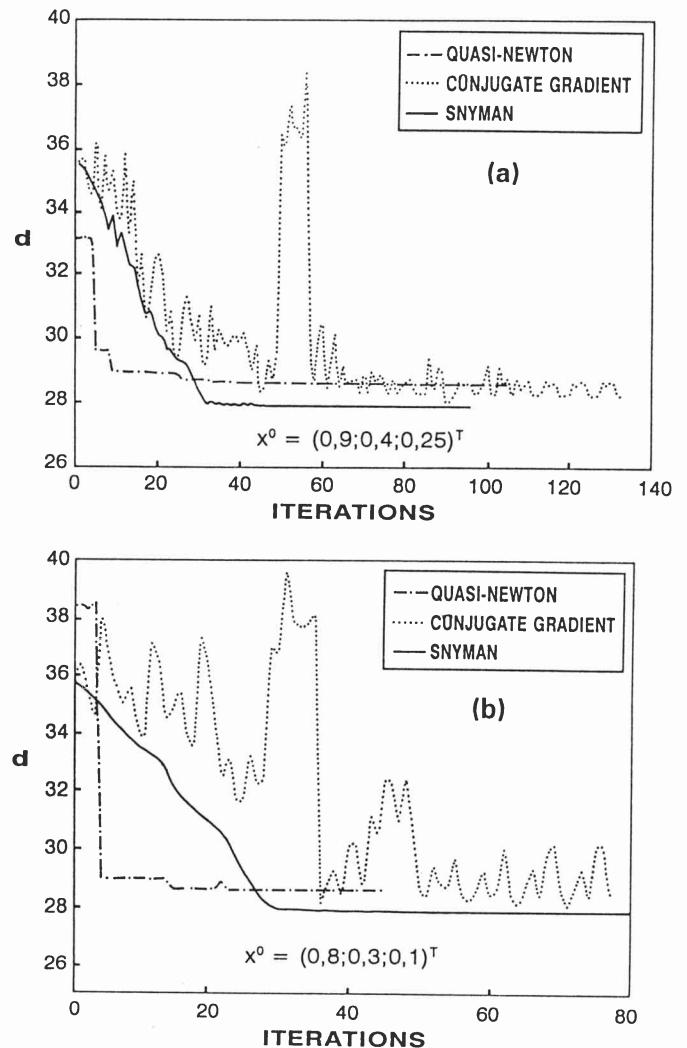 40
38
36
34
32
30
28
26
d
QUASI-NEWTON
CŪNJUGATE GRADIENT
SNYMAN
(a)
x⁰ = (0,9;0,4;0,25)ᵀ
0 20 40 60 80 100 120 140
ITERATIONS
40
38
36
34
32
30
28
26
d
QUASI-NEWTON
CŪNJUGATE GRADIENT
SNYMAN
(b)
x⁰ = (0,8;0,3;0,1)ᵀ
0 20 40 60 80
ITERATIONS